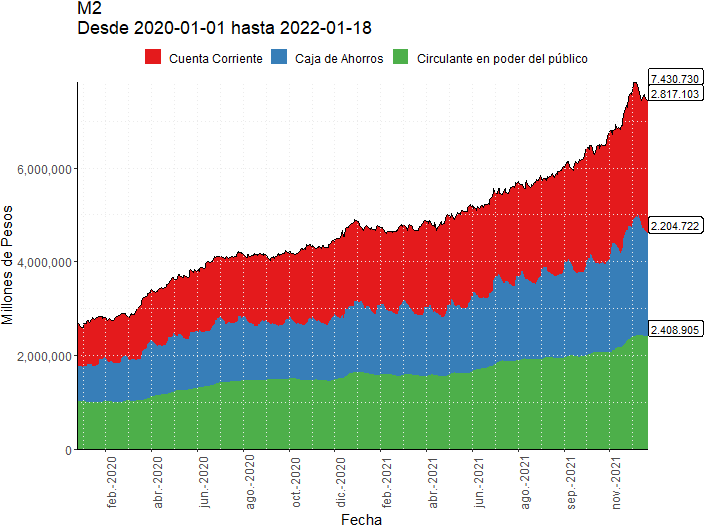 M2
Desde 2020-01-01 hasta 2022-01-18
Cuenta Corriente
Caja de Ahorros
Circulante en poder del público
7.430.730
2.817.103
6,000,000
2.204.722
4,000,000
2.408.905
2,000,000
0
Millones de Pesos
feb.-2020
abr.-2020
jun.-2020
ago.-2020
oct.-2020
dic.-2020
feb.-2021
abr.-2021
jun.-2021
ago.-2021
sep.-2021
nov.-2021
Fecha